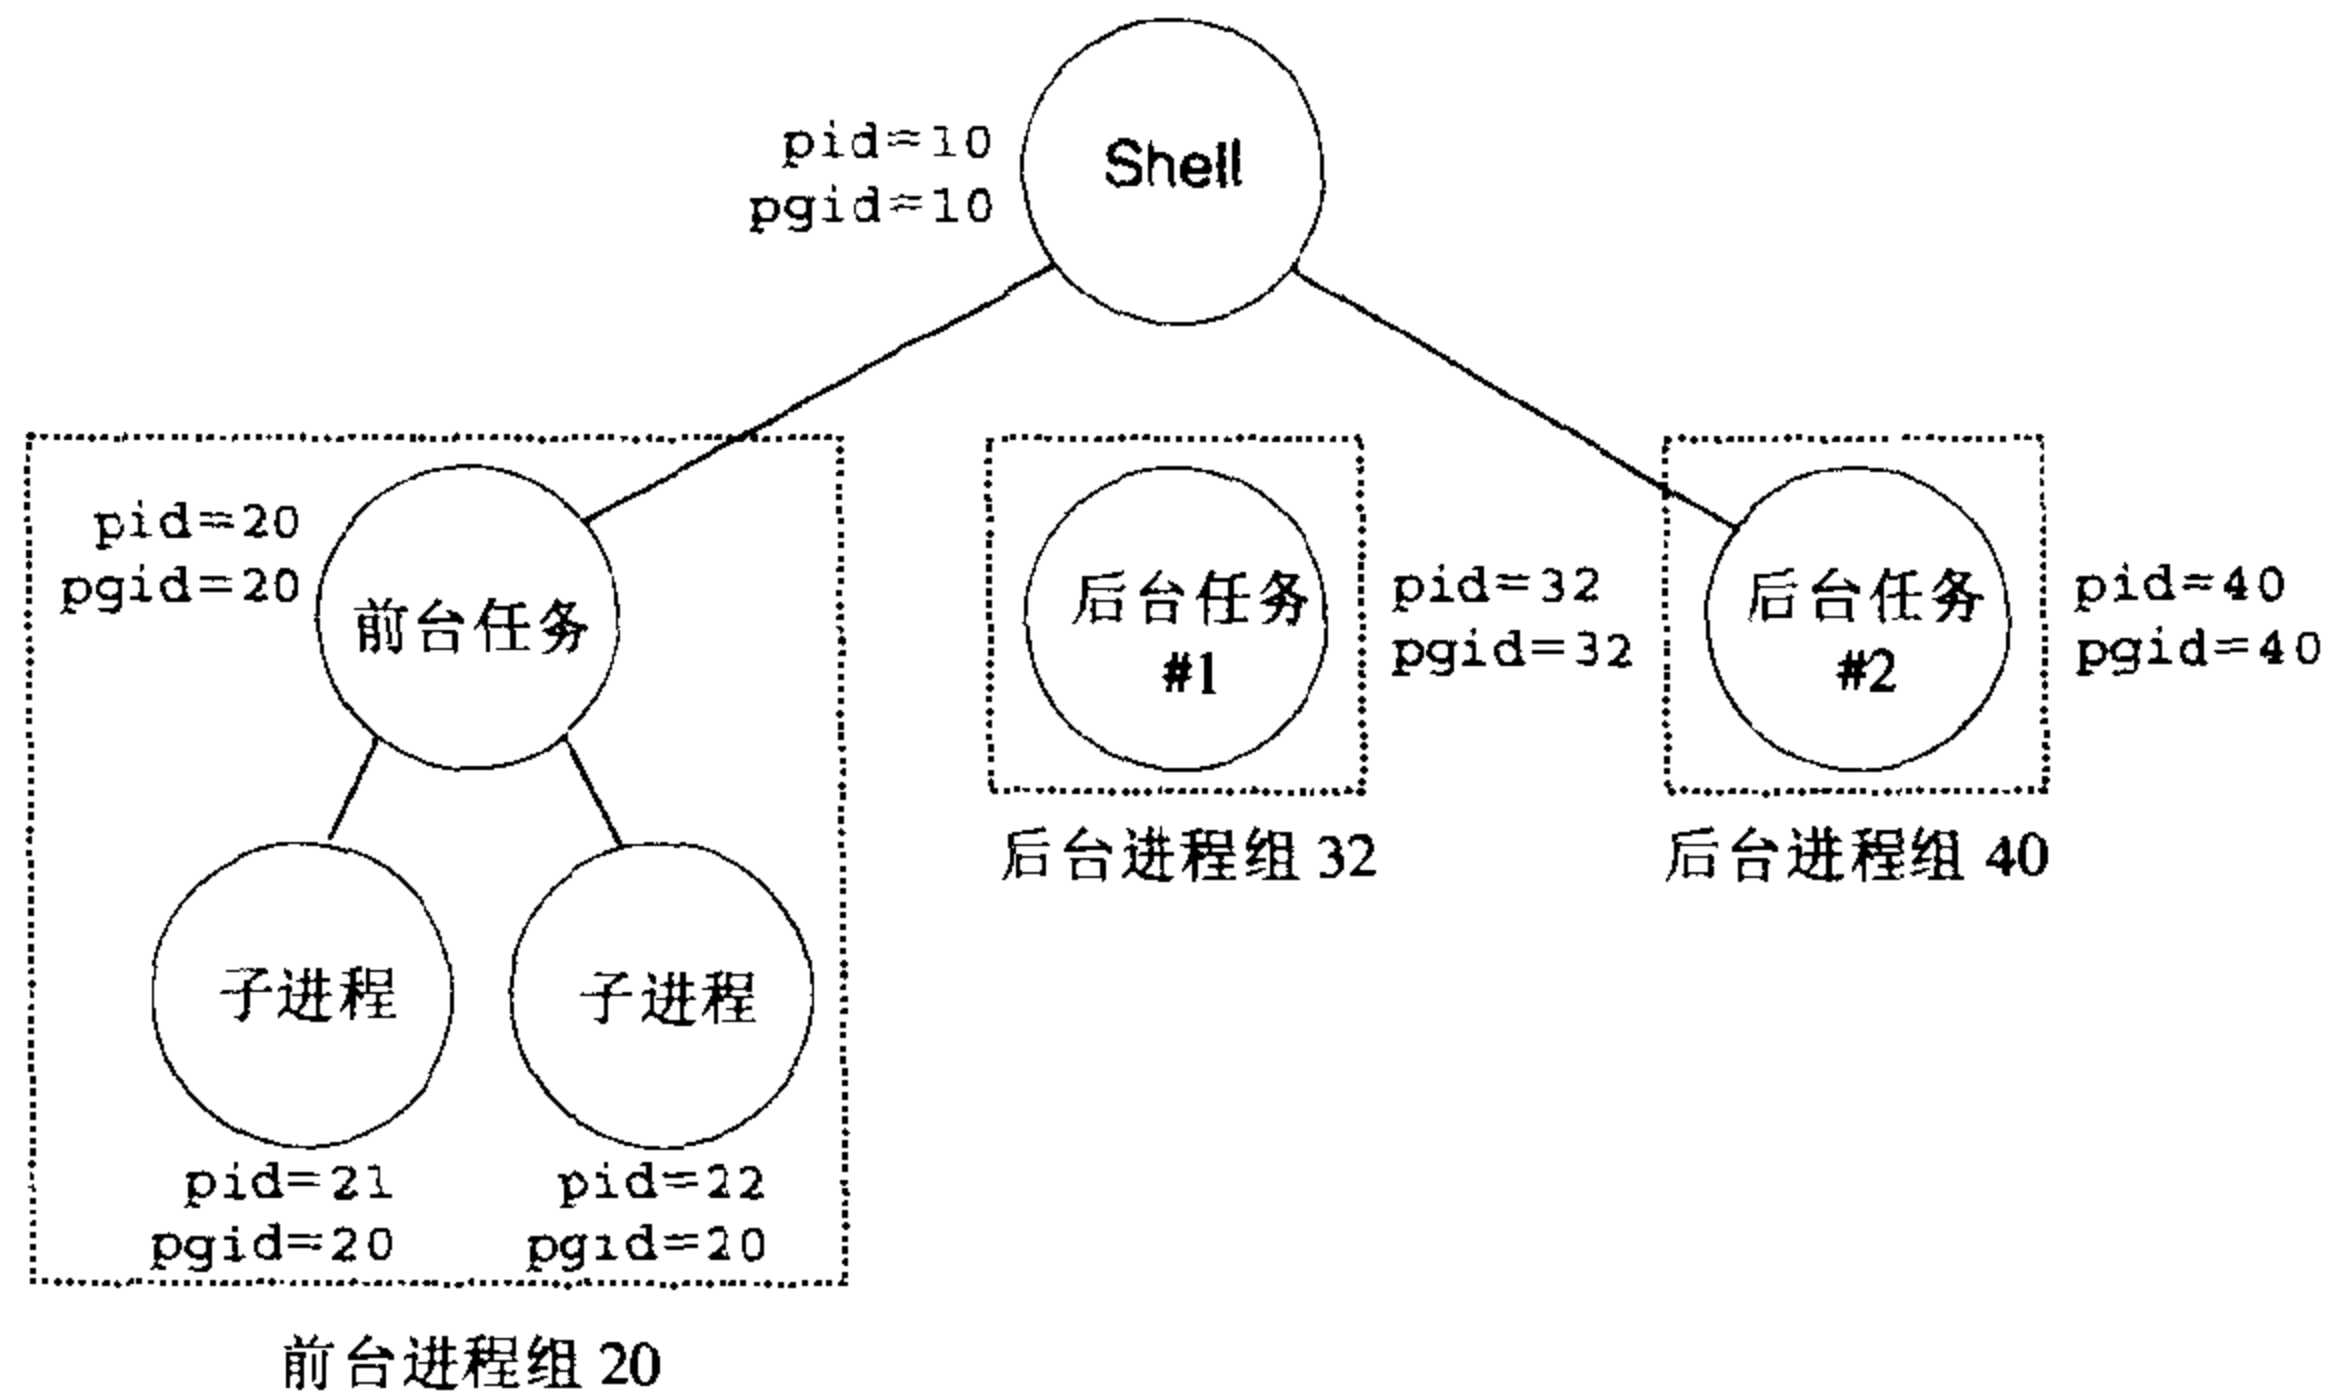 pid=10
pgid=10
Shell
pid=20
pgid=20
前台任务
后台任务
#1
pid=32
pgid=32
后台任务
#2
pid=40
pgid=40
后台进程组 32
后台进程组 40
子进程
子进程
pid=21
pgid=20
pid=22
pgid=20
前台进程组 20